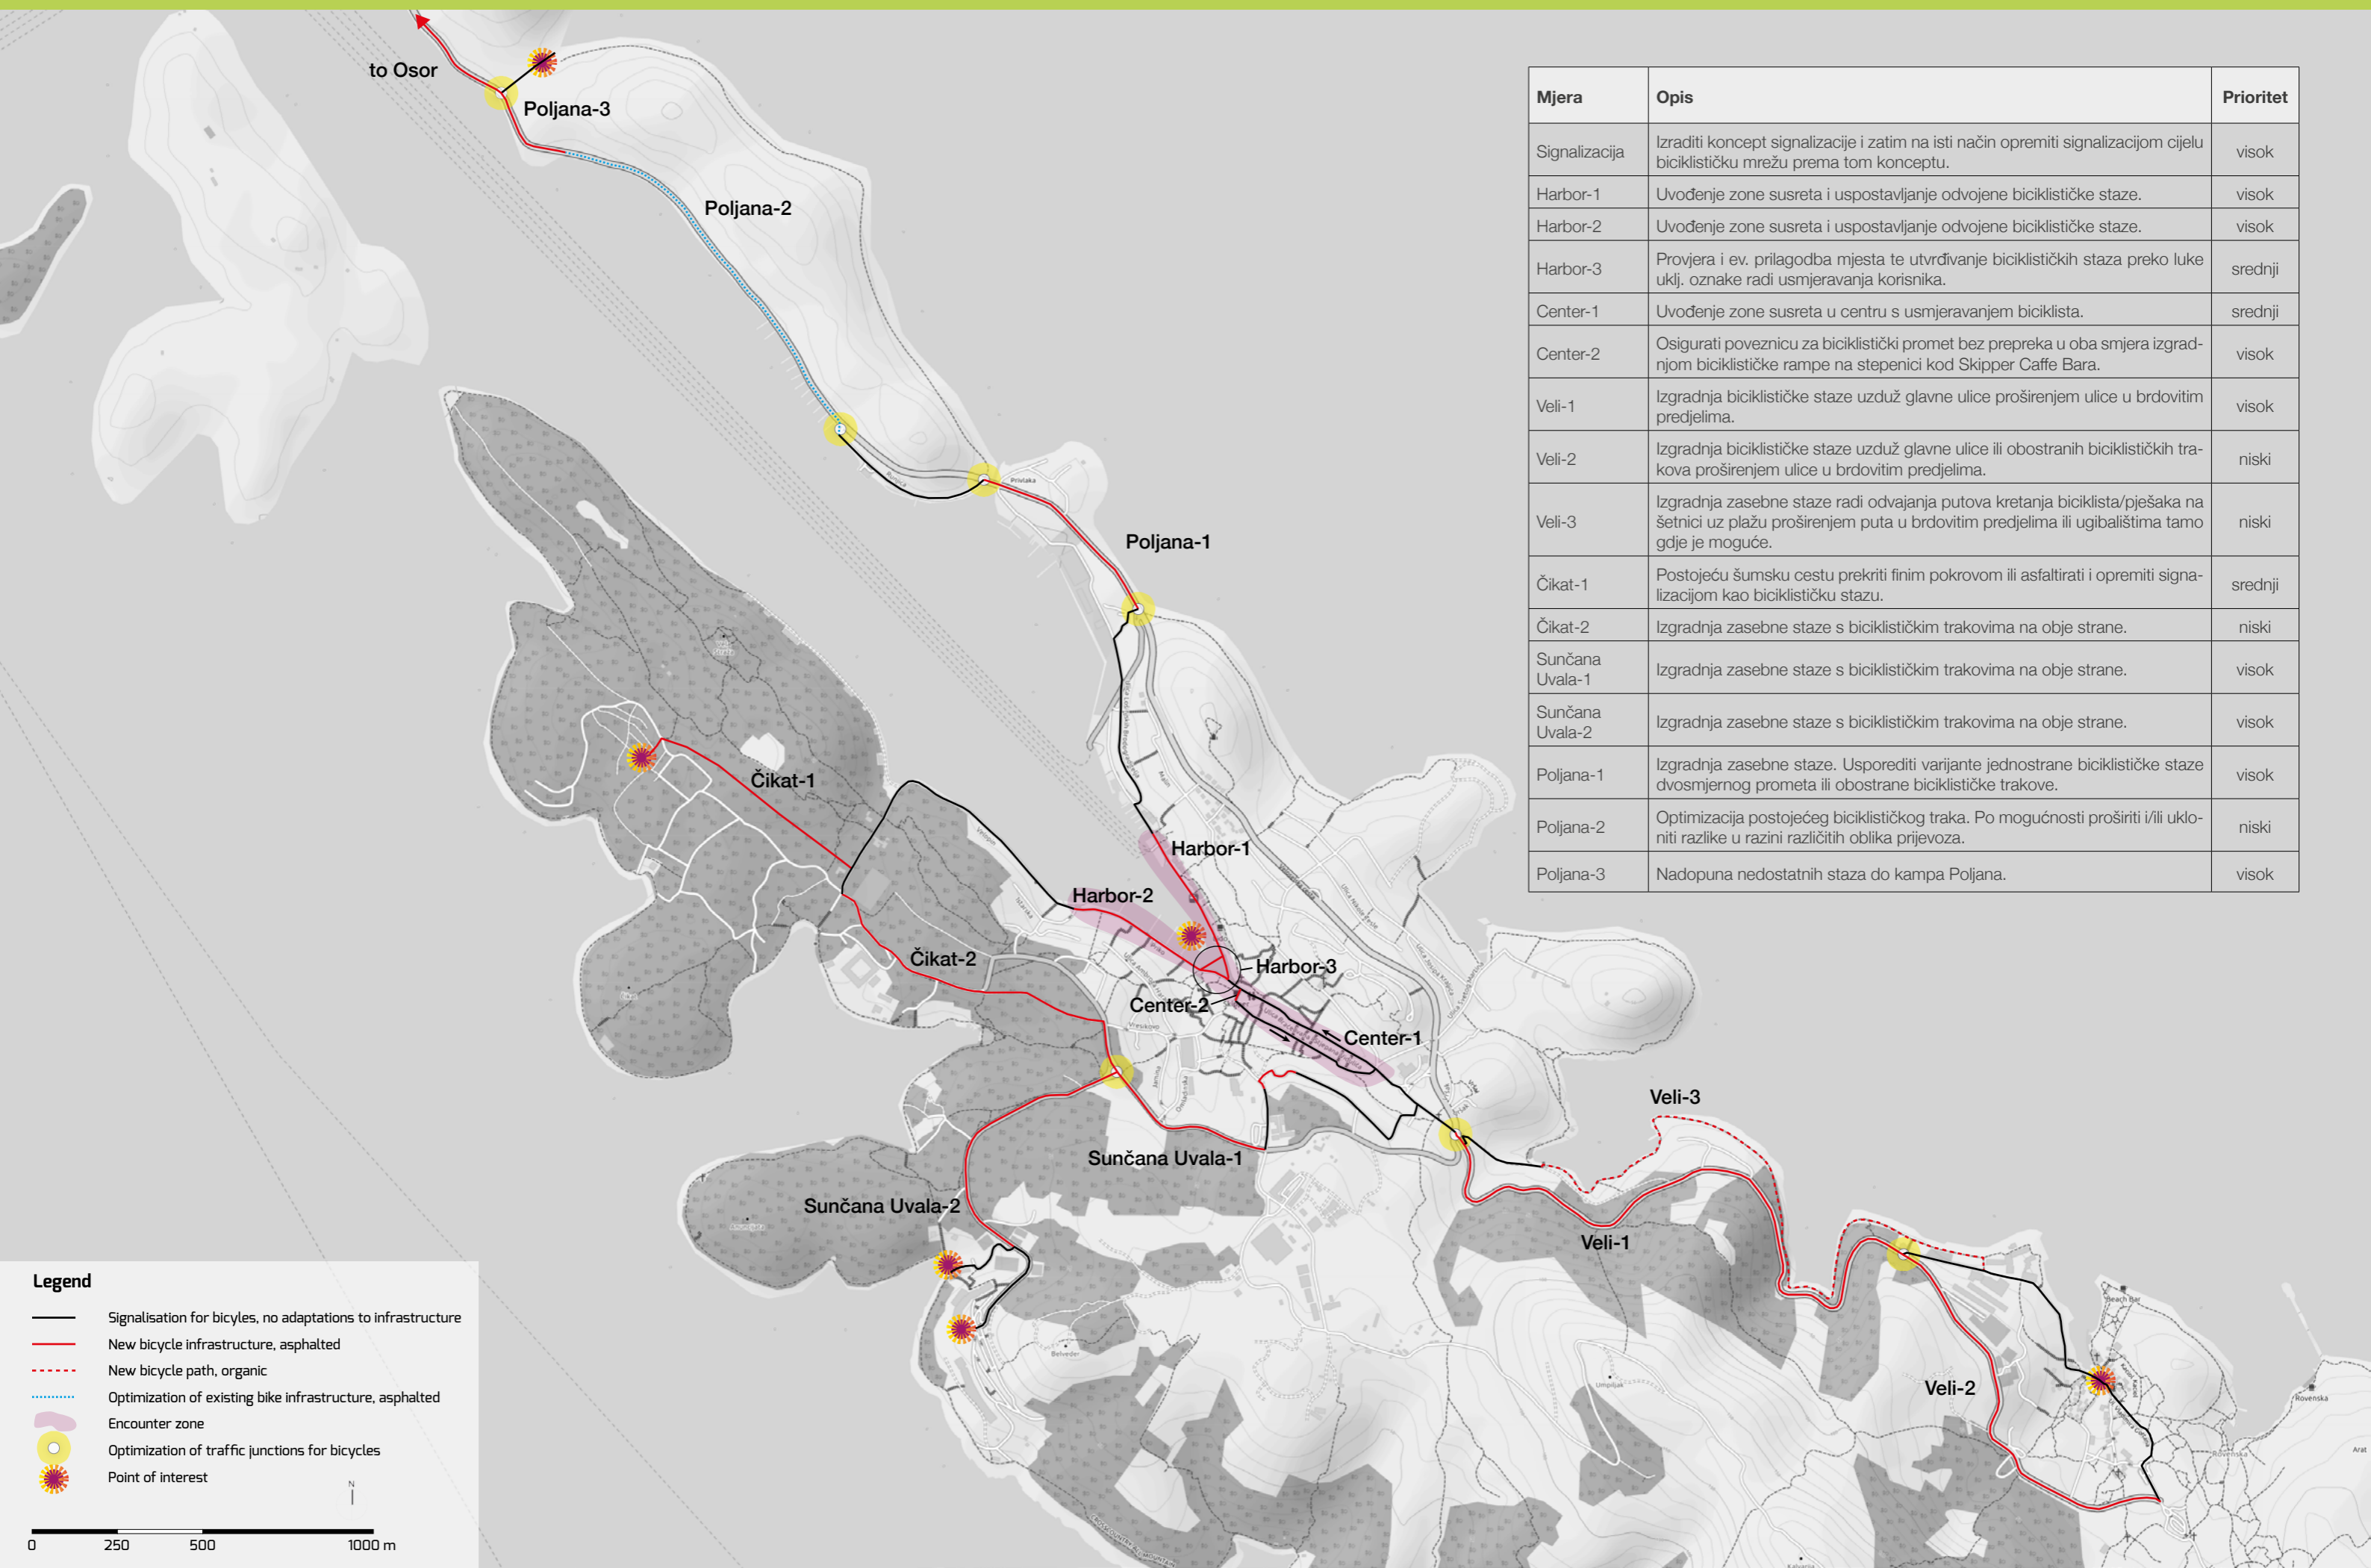 to Osor
Poljana-3
Poljana-2
Poljana-1
Privlaka
Čikat-1
Harbor-1
Harbor-2
Čikat-2
Harbor-3
Center-2
Center-1
Veli-3
Sunčana Uvala-1
Sunčana Uvala-2
Veli-1
Veli-2
Vresikovo
Belveder
Umpiljak
Beach Bar
Rovenska
Rovenska
Arat
Kalvarija
Mjera Opis Prioritet
Signalizacija Izraditi koncept signalizacije i zatim na isti način opremiti signalizacijom cijelu visok
biciklističku mrežu prema tom konceptu.
Harbor-1 Uvođenje zone susreta i uspostavljanje odvojene biciklističke staze. visok
Harbor-2 Uvođenje zone susreta i uspostavljanje odvojene biciklističke staze. visok
Harbor-3 Provjera i ev. prilagodba mjesta te utvrđivanje biciklističkih staza preko luke srednji
uklj. oznake radi usmjeravanja korisnika.
Center-1 Uvođenje zone susreta u centru s usmjeravanjem biciklista. srednji
Center-2 Osigurati poveznicu za biciklistički promet bez prepreka u oba smjera izgrad- visok
njom biciklističke rampe na stepenici kod Skipper Caffe Bara.
Veli-1 Izgradnja biciklističke staze uzduž glavne ulice proširenjem ulice u brdovitim visok
predjelima.
Veli-2 Izgradnja biciklističke staze uzduž glavne ulice ili obostranih biciklističkih tra- niski
kova proširenjem ulice u brdovitim predjelima.
Veli-3 Izgradnja zasebne staze radi odvajanja putova kretanja biciklista/pješaka na niski
šetnici uz plažu proširenjem puta u brdovitim predjelima ili ugibalištima tamo
gdje je moguće.
Čikat-1 Postojeću šumsku cestu prekriti finim pokrovom ili asfaltirati i opremiti signa- srednji
lizacijom kao biciklističku stazu.
Čikat-2 Izgradnja zasebne staze s biciklističkim trakovima na obje strane. niski
Sunčana
Uvala-1 Izgradnja zasebne staze s biciklističkim trakovima na obje strane. visok
Sunčana
Uvala-2 Izgradnja zasebne staze s biciklističkim trakovima na obje strane. visok
Poljana-1 Izgradnja zasebne staze. Usporediti varijante jednostrane biciklističke staze visok
dvosmjernog prometa ili obostrane biciklističke trakove.
Poljana-2 Optimizacija postojećeg biciklističkog traka. Po mogućnosti proširiti i/ili uklo- niski
niti razlike u razini različitih oblika prijevoza.
Poljana-3 Nadopuna nedostatnih staza do kampa Poljana. visok
Legend
Signalisation for bicyles, no adaptations to infrastructure
New bicycle infrastructure, asphalted
New bicycle path, organic
Optimization of existing bike infrastructure, asphalted
Encounter zone
Optimization of traffic junctions for bicycles
Point of interest
N
0 250 500 1000 m